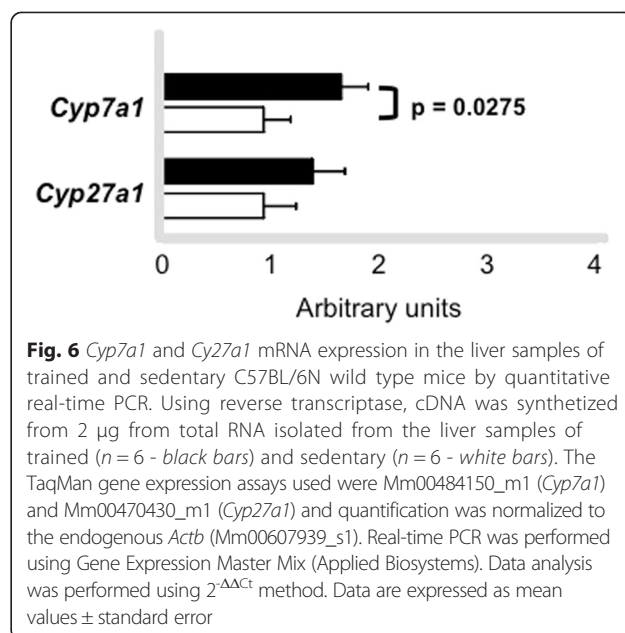 Cyp7a1
p = 0.0275
Cyp27a1
0 1 2 3 4
Arbitrary units
Fig. 6 Cyp7a1 and Cy27a1 mRNA expression in the liver samples of
trained and sedentary C57BL/6N wild type mice by quantitative
real-time PCR. Using reverse transcriptase, cDNA was synthetized
from 2 μg from total RNA isolated from the liver samples of
trained (n = 6 - black bars) and sedentary (n = 6 - white bars). The
TaqMan gene expression assays used were Mm00484150_m1 (Cyp7a1)
and Mm00470430_m1 (Cyp27a1) and quantification was normalized to
the endogenous Actb (Mm00607939_s1). Real-time PCR was performed
using Gene Expression Master Mix (Applied Biosystems). Data analysis
was performed using 2-ΔΔCt method. Data are expressed as mean
values ± standard error